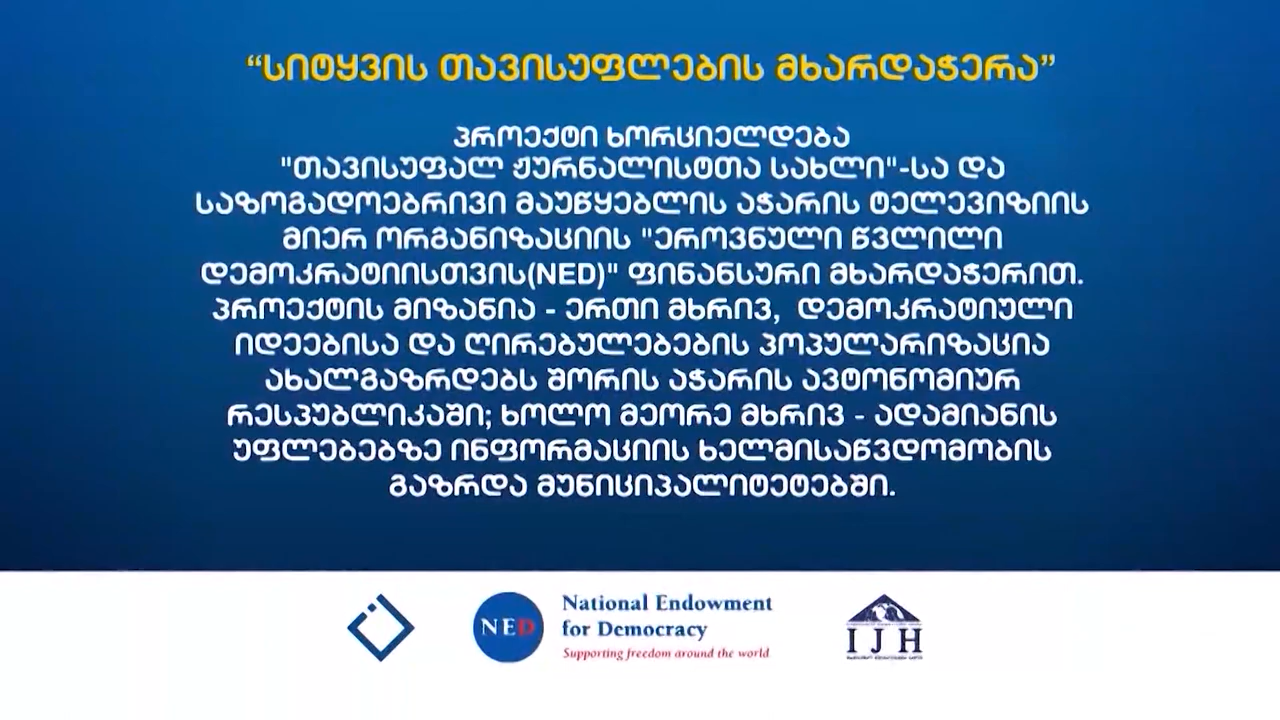 “სიტყვის თავისუფლების მხარდაჭერა”
პროექტი ხორციელდება
"თავისუფალ ჟურნალისტთა სახლი"-სა და
საზოგადოებრივი მაუწყებლის აჭარის ტელევიზიის
მიერ ორგანიზაციის "ეროვნული წვლილი
დემოკრატიისთვის(NED)" ფინანსური მხარდაჭერით.
პროექტის მიზანია - ერთი მხრივ, დემოკრატიული
იდეებისა და ღირებულებების პოპულარიზაცია
ახალგაზრდებს შორის აჭარის ავტონომიურ
რესპუბლიკაში; ხოლო მეორე მხრივ - ადამიანის
უფლებებზე ინფორმაციის ხელმისაწვდომობის
გაზრდა მუნიციპალიტეტებში.
NED
National Endowment
for Democracy
Supporting freedom around the world
IJH